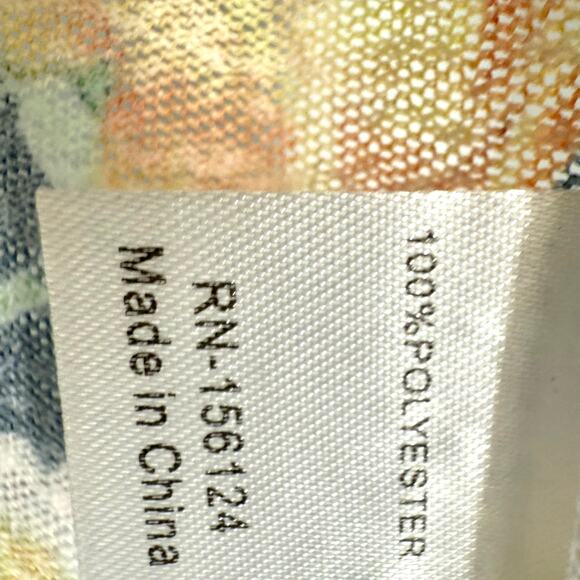 100%POLYESTER
RN-156124
Made in China